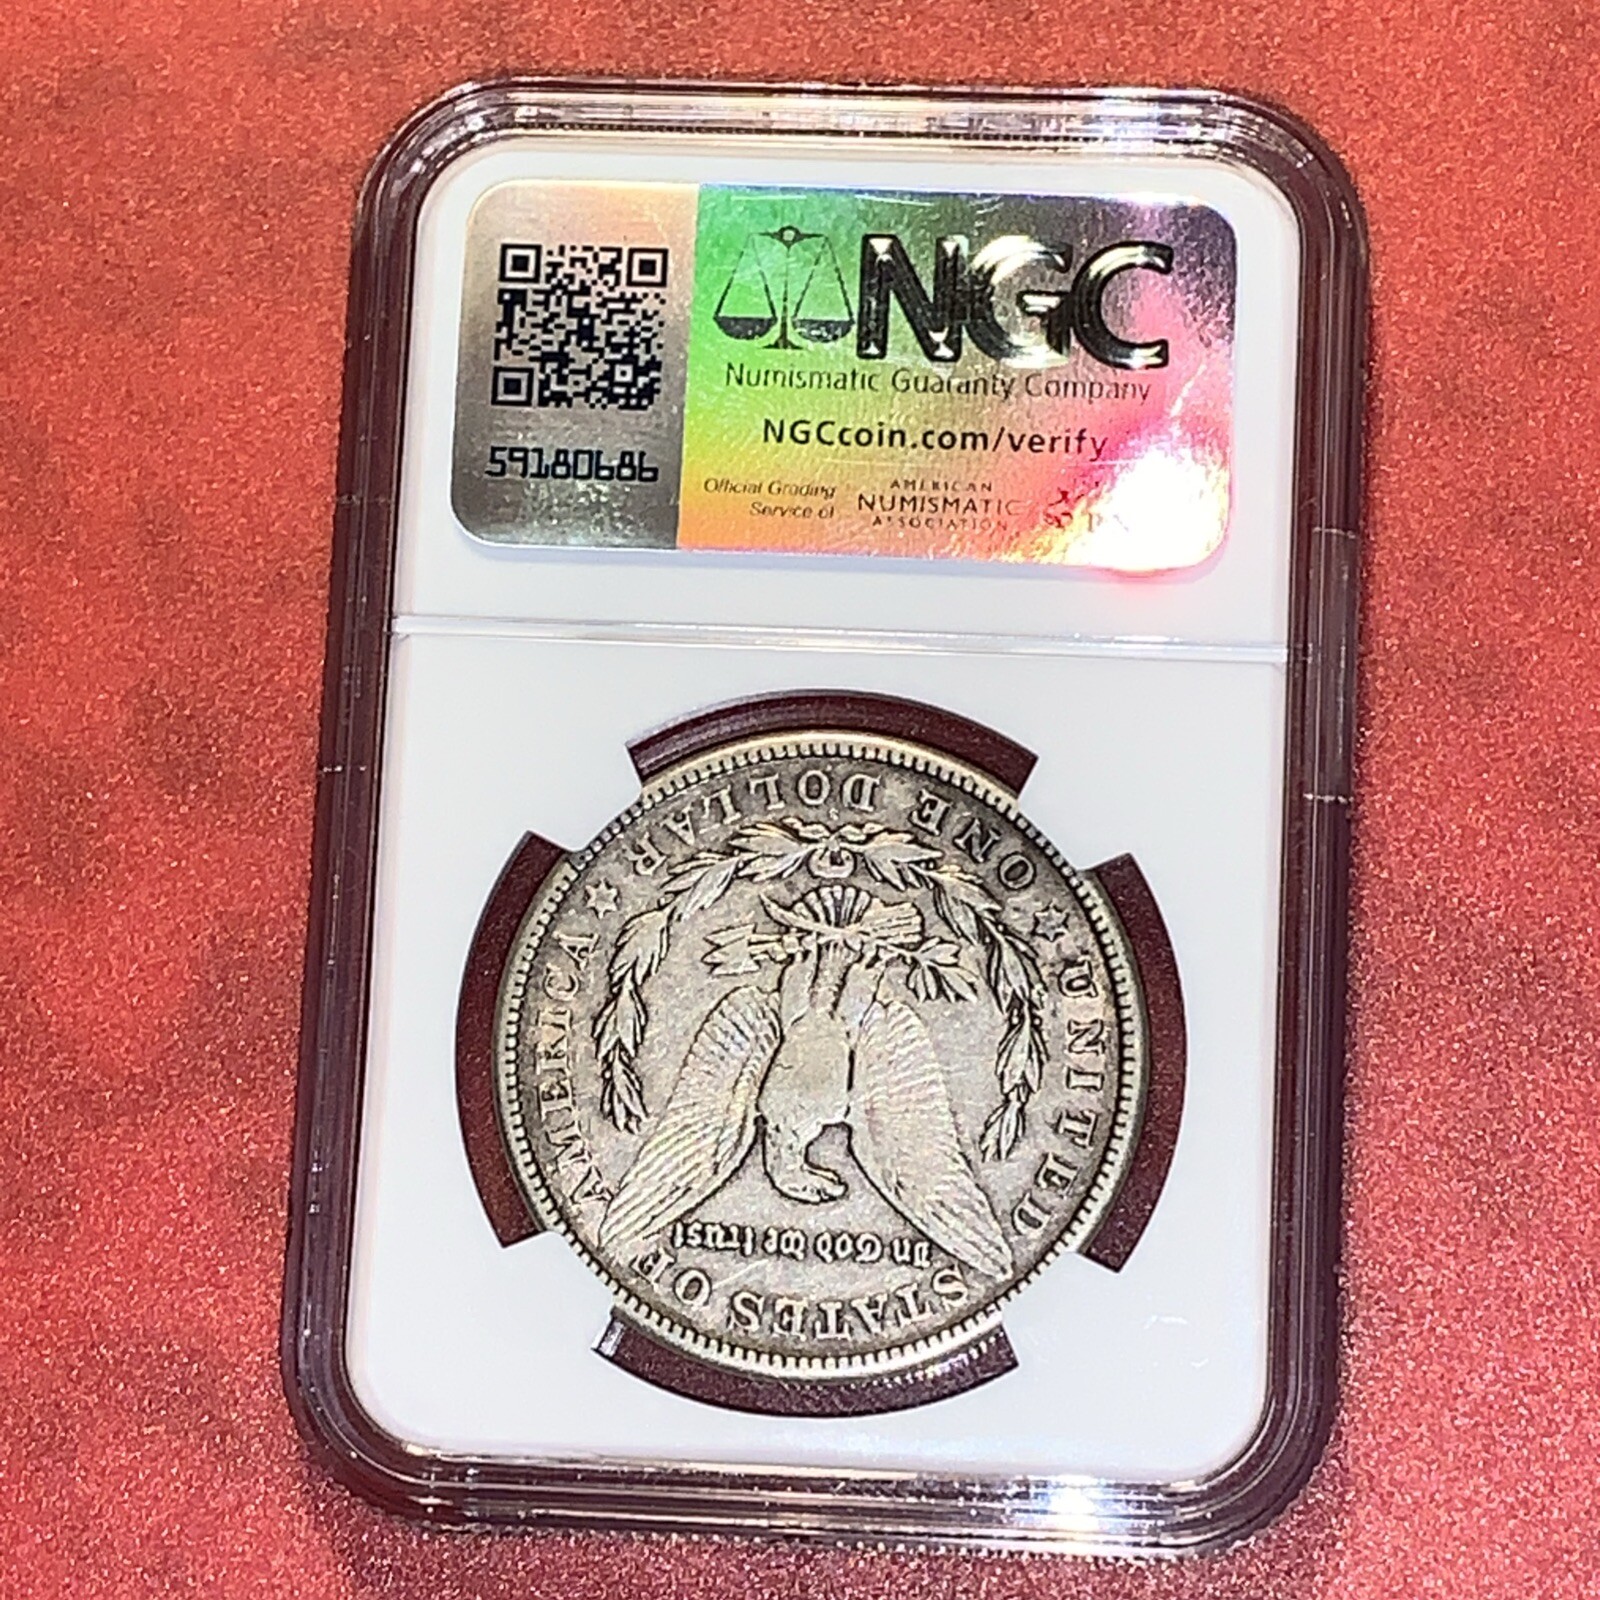 NGC
Numismatic Guaranty Company
NGCcoin.com/verify
59180686
Official Grading
Service of
AMERICAN
NUMISMATIC
ASSOCIATION
UNITED STATES OF AMERICA
In God We Trust
ONE DOLLAR